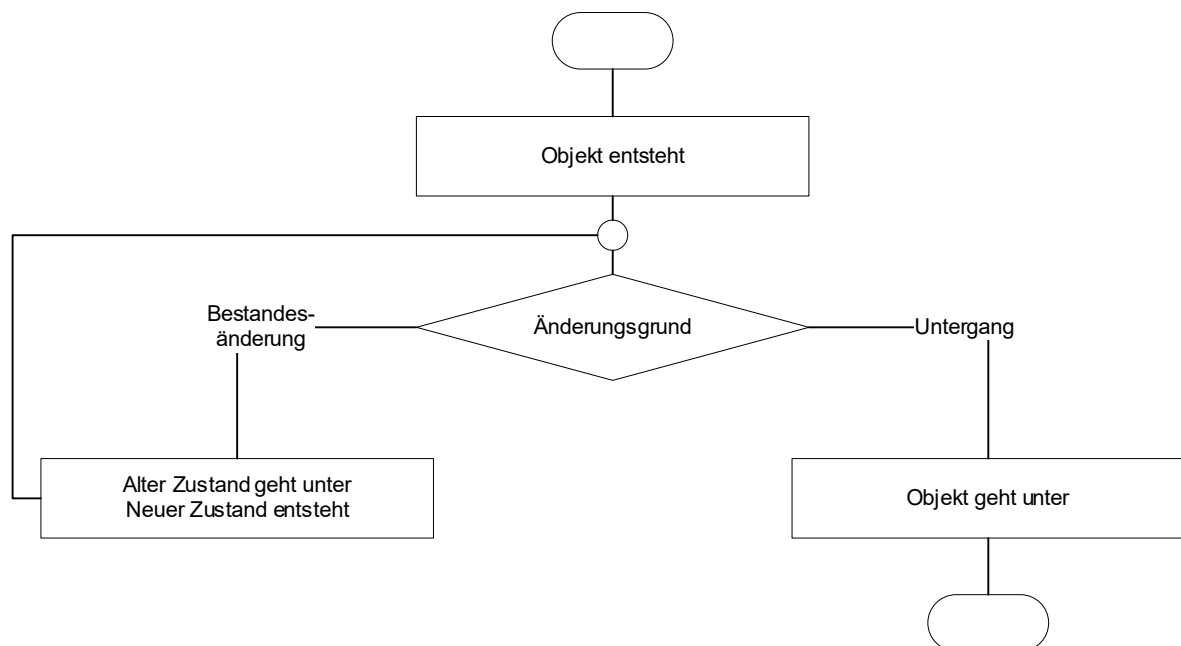 Objekt entsteht
Bestandes-
änderung
Änderungsgrund
Untergang
Alter Zustand geht unter
Neuer Zustand entsteht
Objekt geht unter